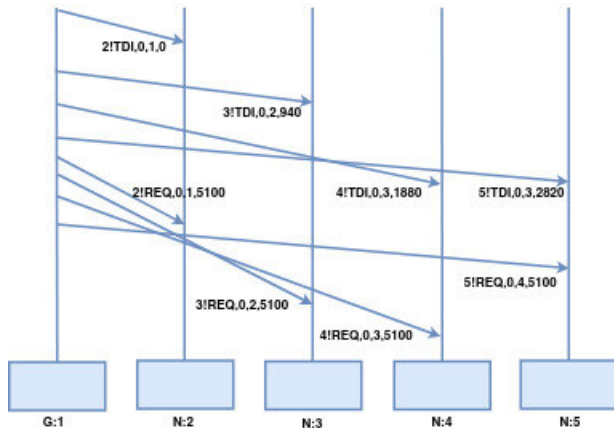 2!TDI,0,1,0
3!TDI,0,2,940
4!TDI,0,3,1880
5!TDI,0,3,2820
2!REQ,0,1,5100
5!REQ,0,4,5100
3!REQ,0,2,5100
4!REQ,0,3,5100
G:1
N:2
N:3
N:4
N:5